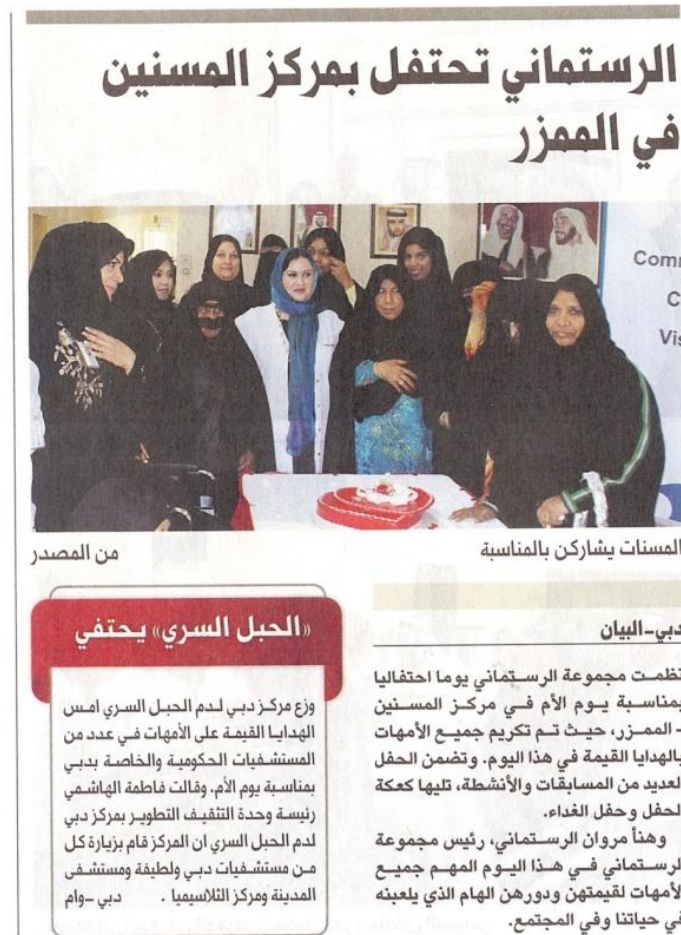 الرستماني تحتفل بمركز المسنين
في الممزر
Comm
C
Vis
المسنات يشاركن بالمناسبة
من المصدر
دبي-البيان
نظمت مجموعة الرستماني يوما احتفاليا
بمناسبة يوم الأم في مركز المسنين
- الممزر، حيث تم تكريم جميع الأمهات
بالهدايا القيمة في هذا اليوم. وتضمن الحفل
العديد من المسابقات والأنشطة، تليها كعكة
الحفل وحفل الغداء.
وهنأ مروان الرستماني، رئيس مجموعة
الرستماني في هذا اليوم المهم جميع
الأمهات لقيمتهن ودورهن الهام الذي يلعبنه
في حياتنا وفي المجتمع.
«الحبل السري» يحتفي
وزع مركز دبي لدم الحبل السري امس
الهدايا القيمة على الأمهات في عدد من
المستشفيات الحكومية والخاصة بدبي
بمناسبة يوم الأم. وقالت فاطمة الهاشمي
رئيسة وحدة التثقيف التطوير بمركز دبي
لدم الحبل السري ان المركز قام بزيارة كل
من مستشفيات دبي ولطيفة ومستشفى
المدينة ومركز الثلاسيميا . دبي -وام